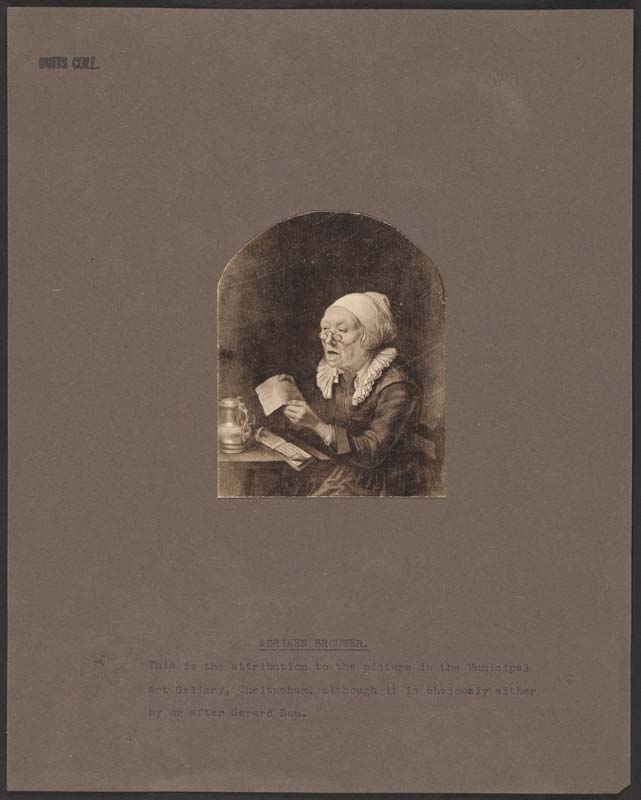 DUITS COLL
ADRIAEN BROUWER.
This is the attribution to the picture in the Municipal
Art Gallery, Cheltenham, although it is obviously either
by or after Gerard Dou.